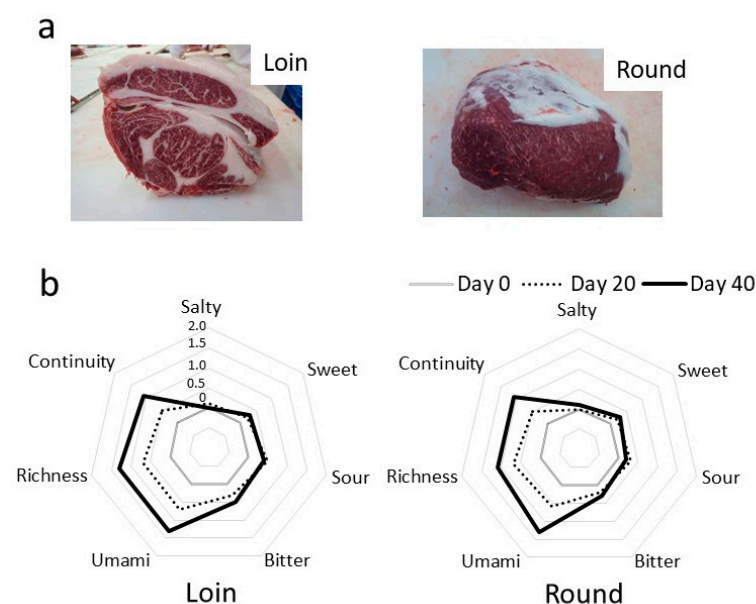 a
Loin
Round
b
Day 0 Day 20 Day 40
Salty
2.0
1.5
1.0
0.5
0
Continuity
Sweet
Richness
Sour
Umami
Bitter
Loin
Salty
Continuity
Sweet
Richness
Sour
Umami
Bitter
Round